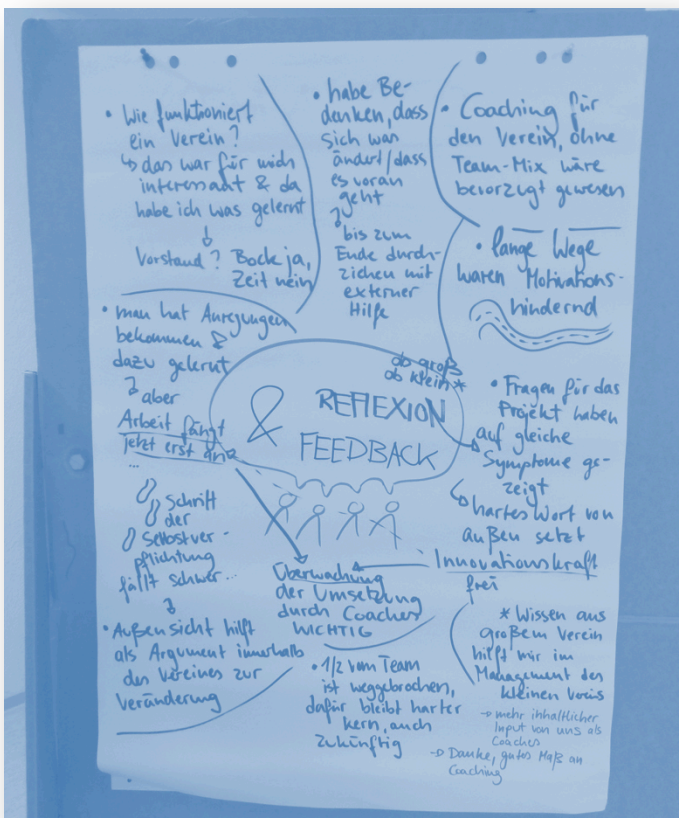 • Wie funktioniert
ein Verein?
↳ das war für mich
interessant & da
habe ich was gelernt
↓
Vorstand? Bock ja,
Zeit nein
• habe Be-
denken, dass
sich was
ändert/dass
es voran
geht
bis zum
Ende durch-
ziehen mit
externer
Hilfe
• Coaching für
den Verein, ohne
Team-Mix wäre
bevorzugt gewesen
• lange Wege
waren Motivations-
hindernd
• man hat Anregungen
bekommen &
dazu gelernt
aber
Arbeit fängt
jetzt erst an
...
Schritt
der
Selbstver-
pflichtung
fällt schwer...
• Außensicht hilft
als Argument innerhalb
des Vereines zur
Veränderung
ob groß
ob klein*
& REFLEXION
FEEDBACK
• Fragen für das
Projekt haben
auf gleiche
Symptome ge-
zeigt
↳ hartes Wort von
außen setzt
Innovationskraft
frei
Überwachung
der Umsetzung
durch Coaches
WICHTIG
• 1/2 vom Team
ist weggebrochen,
dafür bleibt harter
Kern, auch
zukünftig
* Wissen aus
großem Verein
hilft mir im
Management des
kleinen
→ mehr inhaltlicher
Input von uns als
Coaches
→ Danke, gutes Maß an
Coaching